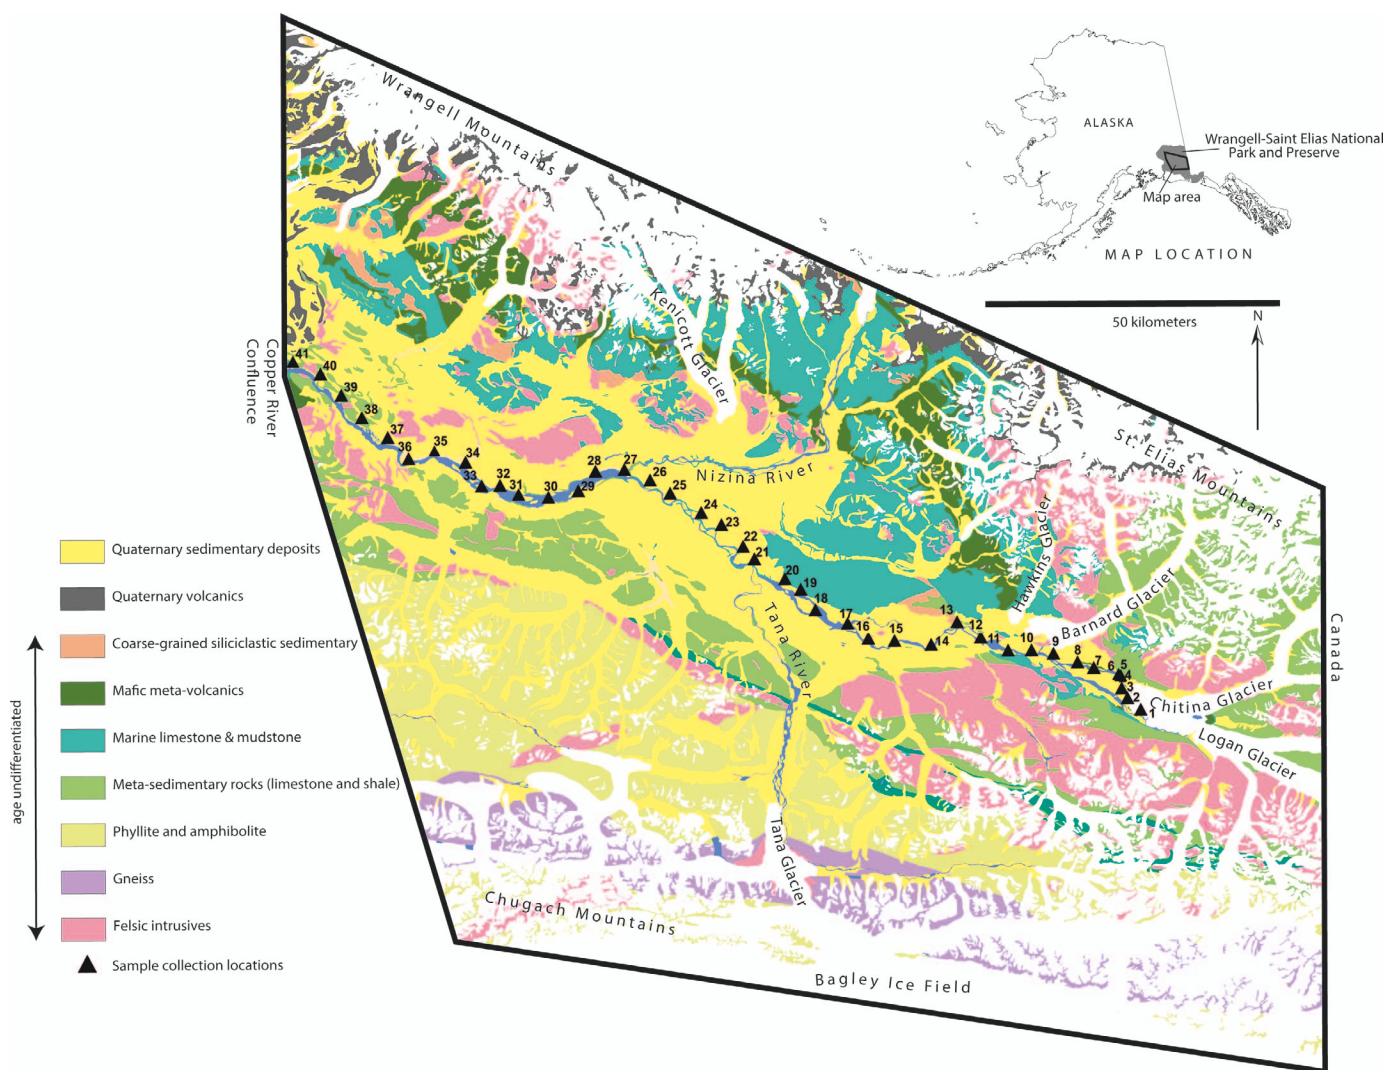 Wrangell Mountains
ALASKA
Wrangell-Saint Elias National
Park and Preserve
Map area
MAP LOCATION
50 kilometers
N
Kenicott Glacier
Copper River
Confluence
41
40
39
38
37
36
35
34
33
32
31
30
29
28
27
26
25
24
23
22
21
20
19
18
17
16
15
14
13
12
11
10
9
8
7
6
5
4
3
2
1
Nizina River
St. Elias Mountains
Hawkins Glacier
Barnard Glacier
Canada
Chitina Glacier
Logan Glacier
Tana River
Tana Glacier
Chugach Mountains
Bagley Ice Field
Quaternary sedimentary deposits
Quaternary volcanics
Coarse-grained siliciclastic sedimentary
Mafic meta-volcanics
Marine limestone & mudstone
Meta-sedimentary rocks (limestone and shale)
Phyllite and amphibolite
Gneiss
Felsic intrusives
Sample collection locations
age undifferentiated